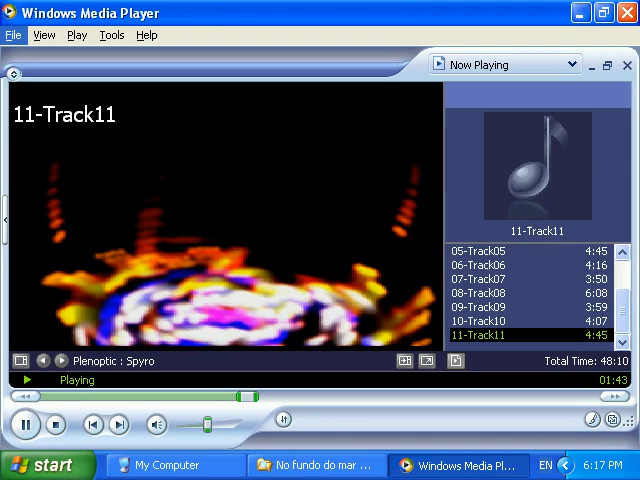 Windows Media Player
File View Play Tools Help
Now Playing
11-Track11
11-Track11
05-Track05 4:45
06-Track06 4:16
07-Track07 3:50
08-Track08 6:08
09-Track09 3:59
10-Track10 4:07
11-Track11 4:45
Plenoptic : Spyro
Total Time: 48:10
Playing 01:43
start My Computer No fundo do mar ... Windows Media Pl... EN 6:17 PM